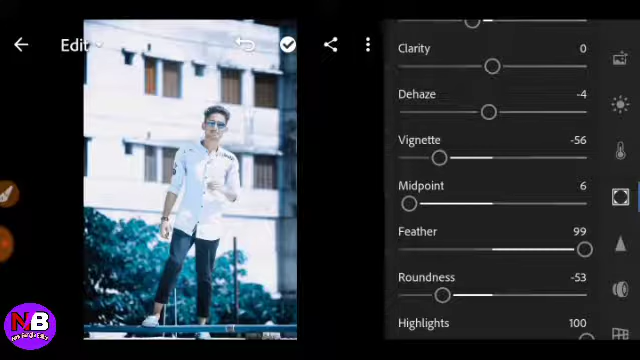 Edit
Clarity 0
Dehaze -4
Vignette -56
Midpoint 6
Feather 99
Roundness -53
Highlights 100
NB